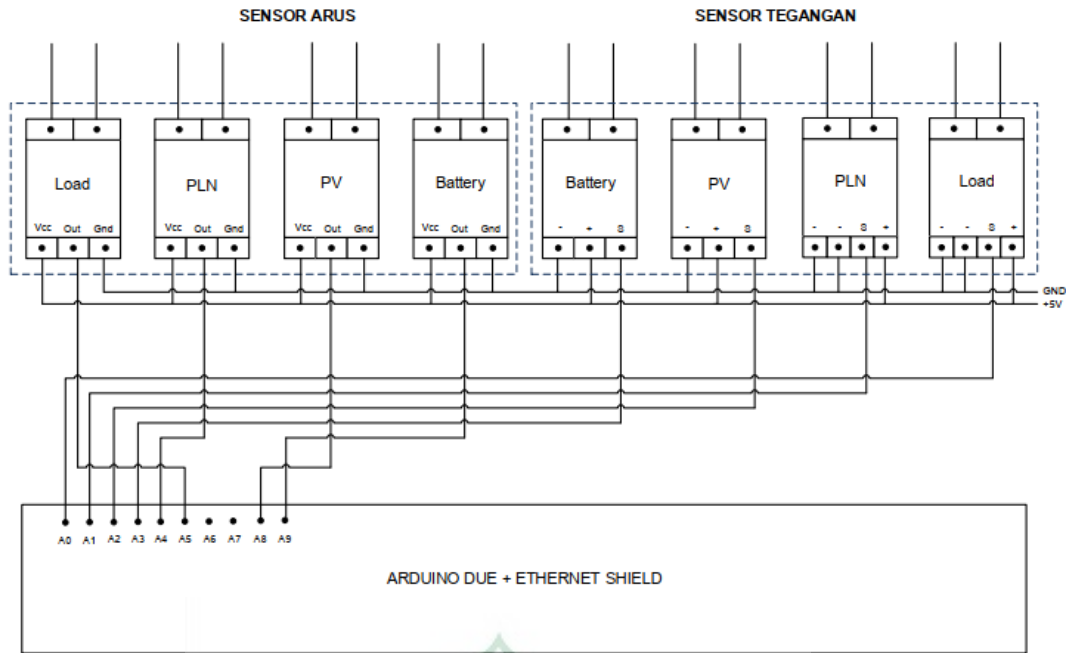 SENSOR ARUS
SENSOR TEGANGAN
Load
PLN
PV
Battery
Battery
PV
PLN
Load
Vcc Out Gnd
Vcc Out Gnd
Vcc Out Gnd
Vcc Out Gnd
- + S
- + S
- - S +
- - S +
GND
+5V
A0 A1 A2 A3 A4 A5 A6 A7 A8 A9
ARDUINO DUE + ETHERNET SHIELD